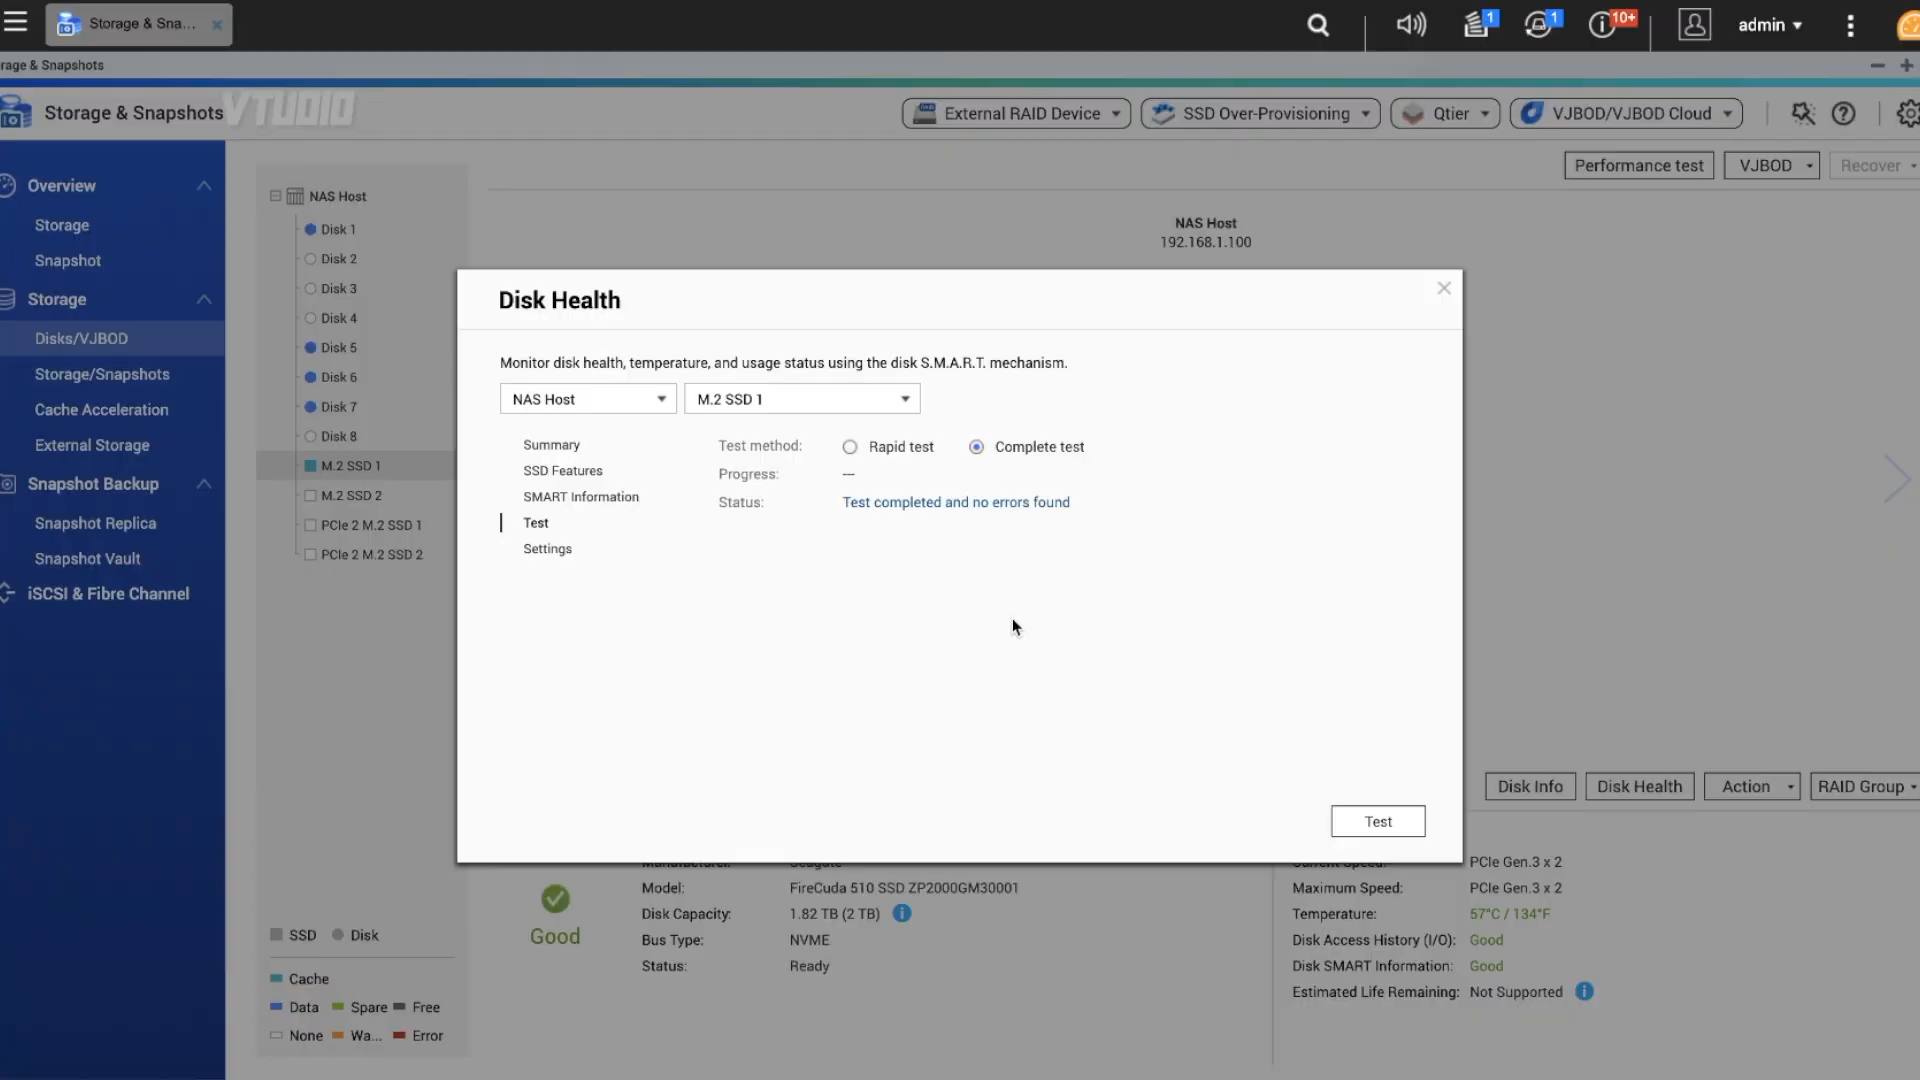 Storage & Sna...
1
1
10+
admin
rage & Snapshots
Storage & Snapshots
VTUDIO
External RAID Device
SSD Over-Provisioning
Qtier
VJBOD/VJBOD Cloud
Performance test
VJBOD
Recover
Overview
Storage
Snapshot
Storage
Disks/VJBOD
Storage/Snapshots
Cache Acceleration
External Storage
Snapshot Backup
Snapshot Replica
Snapshot Vault
iSCSI & Fibre Channel
NAS Host
Disk 1
Disk 2
Disk 3
Disk 4
Disk 5
Disk 6
Disk 7
Disk 8
M.2 SSD 1
M.2 SSD 2
PCIe 2 M.2 SSD 1
PCIe 2 M.2 SSD 2
SSD Disk
Cache
Data Spare Free
None Wa... Error
NAS Host
192.168.1.100
Disk Health
Monitor disk health, temperature, and usage status using the disk S.M.A.R.T. mechanism.
NAS Host
M.2 SSD 1
Summary
SSD Features
SMART Information
Test
Settings
Test method: Rapid test Complete test
Progress: ---
Status: Test completed and no errors found
Test
Disk Info
Disk Health
Action
RAID Group
Good
Manufacturer: Seagate
Model: FireCuda 510 SSD ZP2000GM30001
Disk Capacity: 1.82 TB (2 TB)
Bus Type: NVME
Status: Ready
Current Speed: PCIe Gen.3 x 2
Maximum Speed: PCIe Gen.3 x 2
Temperature: 57°C / 134°F
Disk Access History (I/O): Good
Disk SMART Information: Good
Estimated Life Remaining: Not Supported